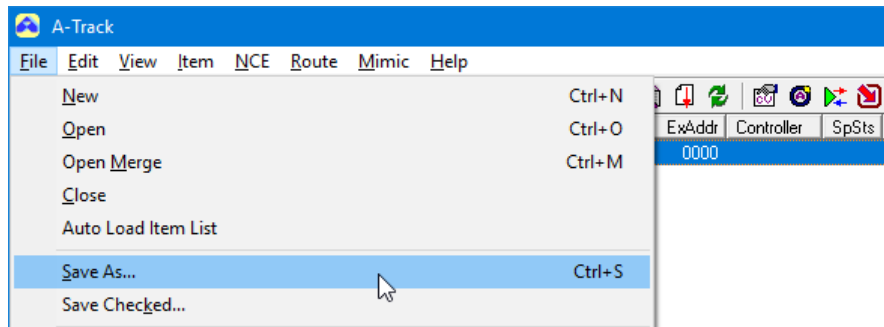 A-Track
File Edit View Item NCE Route Mimic Help
New Ctrl+N
Open Ctrl+O
ExAddr Controller SpSts
Open Merge Ctrl+M
0000
Close
Auto Load Item List
Save As... Ctrl+S
Save Checked...